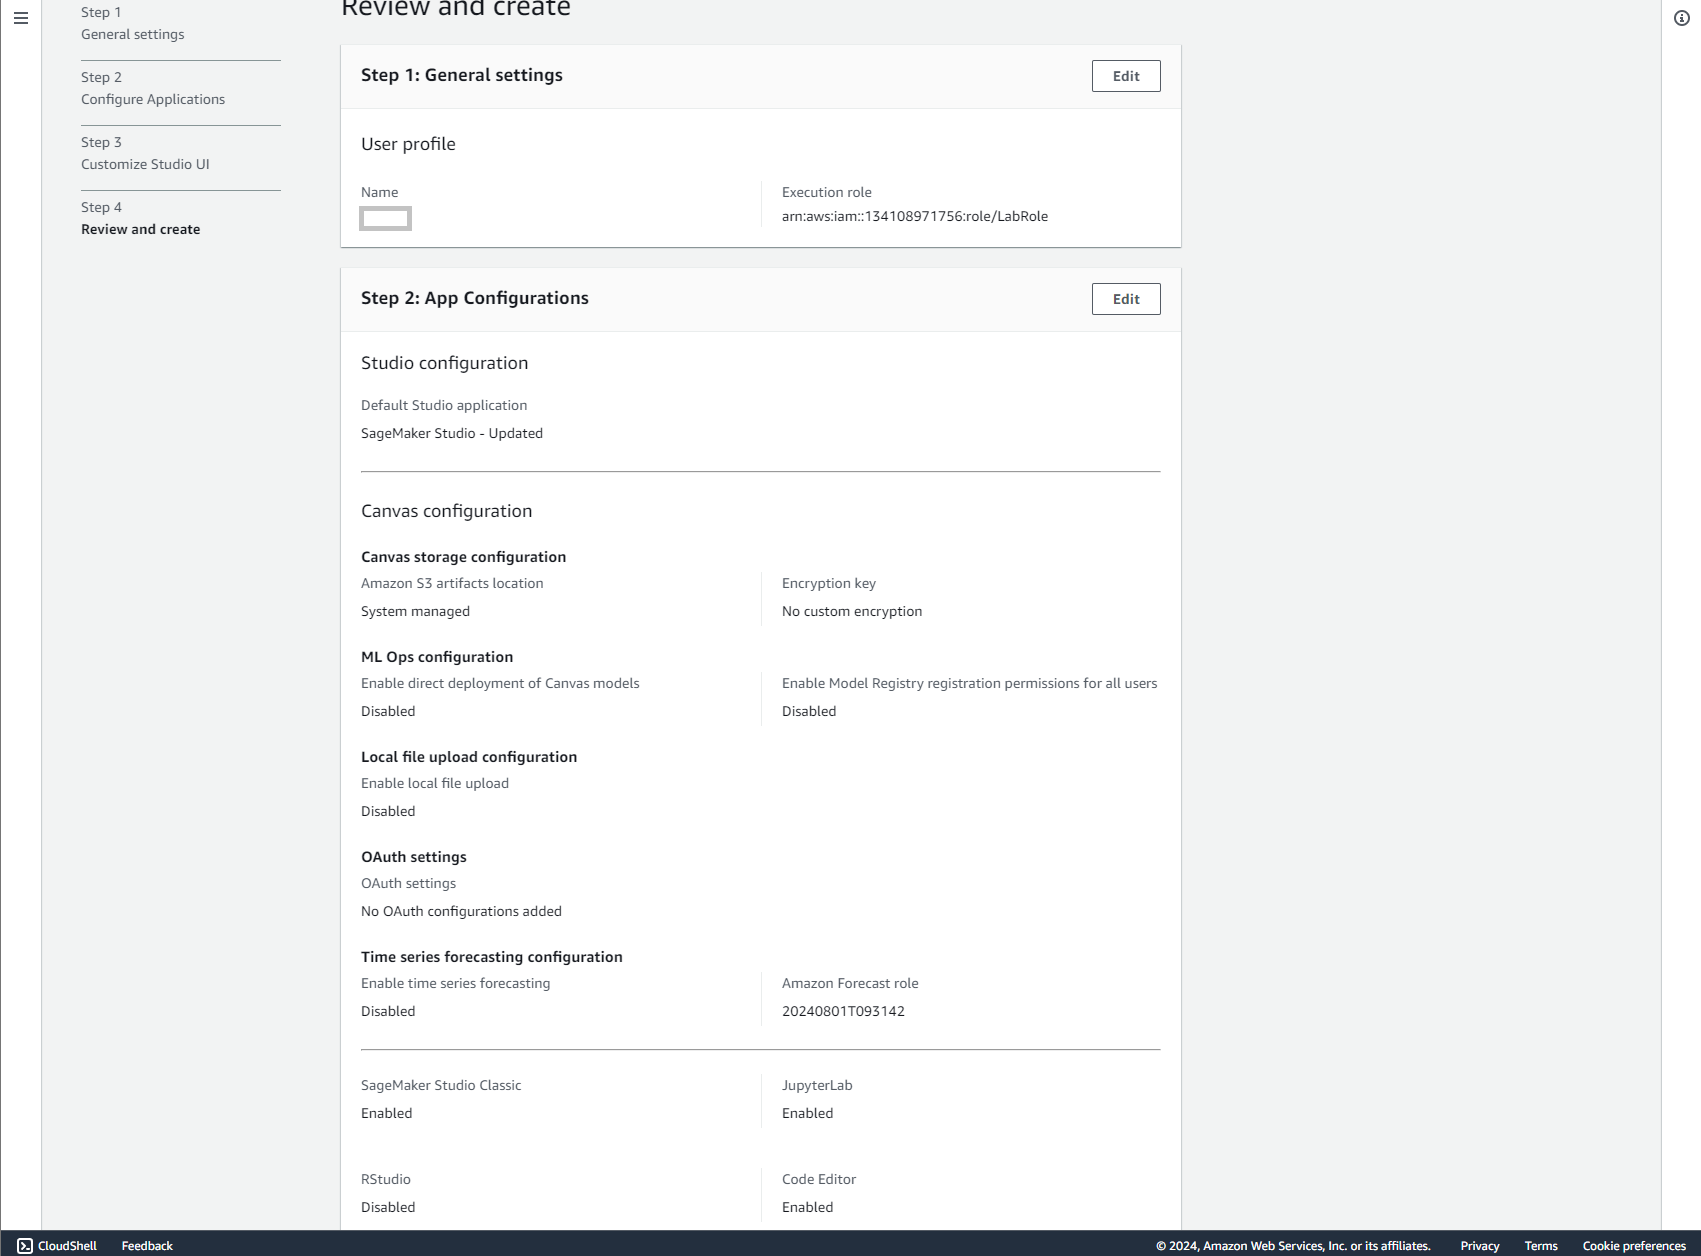 Review and create
Step 1
General settings
Step 2
Configure Applications
Step 3
Customize Studio UI
Step 4
Review and create
Step 1: General settings
Edit
User profile
Name
Execution role
arn:aws:iam::134108971756:role/LabRole
Step 2: App Configurations
Edit
Studio configuration
Default Studio application
SageMaker Studio - Updated
Canvas configuration
Canvas storage configuration
Amazon S3 artifacts location
System managed
Encryption key
No custom encryption
ML Ops configuration
Enable direct deployment of Canvas models
Disabled
Enable Model Registry registration permissions for all users
Disabled
Local file upload configuration
Enable local file upload
Disabled
OAuth settings
OAuth settings
No OAuth configurations added
Time series forecasting configuration
Enable time series forecasting
Disabled
Amazon Forecast role
20240801T093142
SageMaker Studio Classic
Enabled
JupyterLab
Enabled
RStudio
Disabled
Code Editor
Enabled
CloudShell
Feedback
© 2024, Amazon Web Services, Inc. or its affiliates.
Privacy
Terms
Cookie preferences